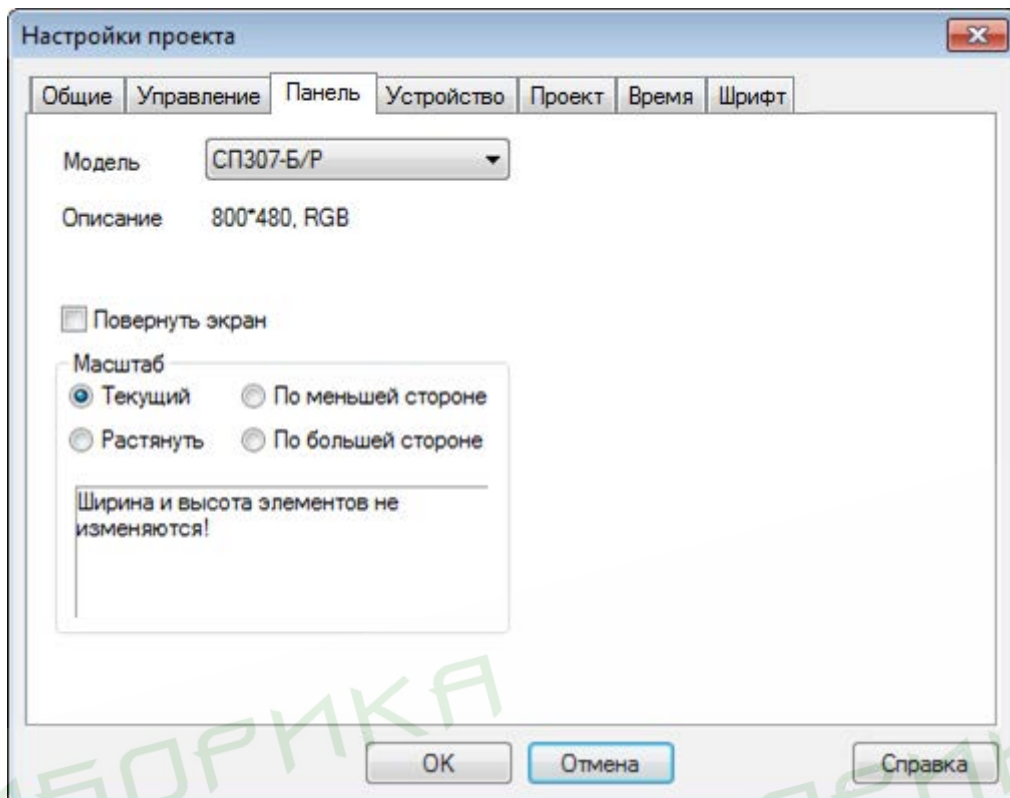 Настройки проекта
Общие Управление Панель Устройство Проект Время Шрифт
Модель СП307-Б/Р
Описание 800*480, RGB
Повернуть экран
Масштаб
Текущий По меньшей стороне
Растянуть По большей стороне
Ширина и высота элементов не
изменяются!
OK Отмена Справка